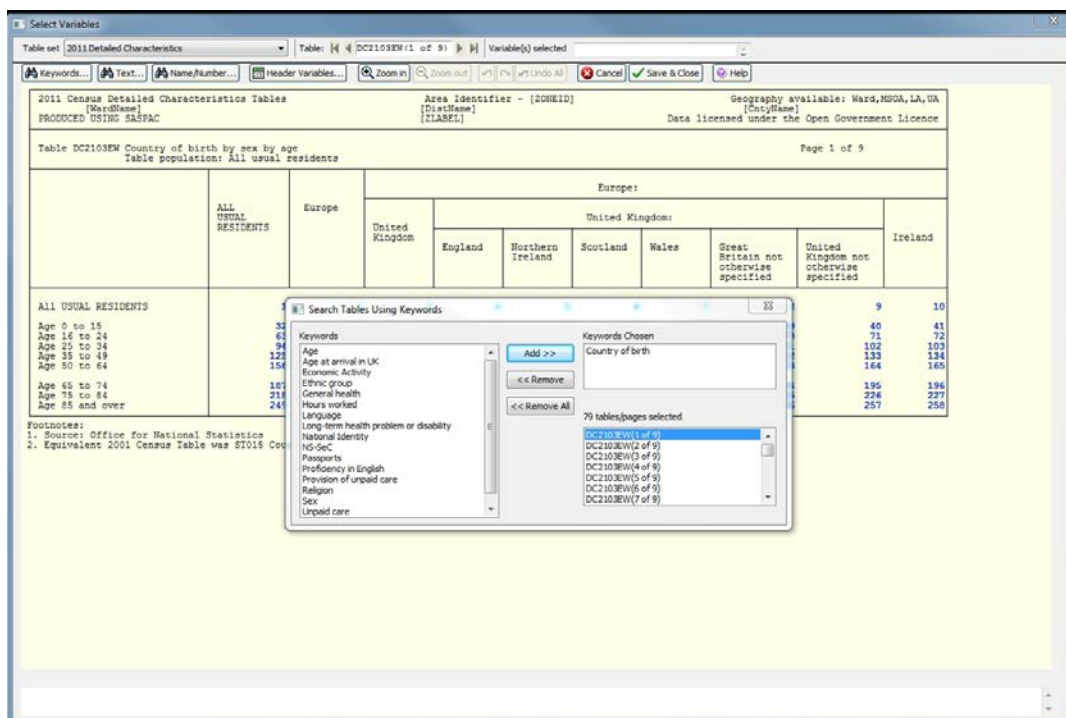 Select Variables
Table set 2011 Detailed Characteristics Table: DC2103EW(1 of 9) Variable(s) selected
Keywords... Text... Name/Number... Header Variables... Zoom in Zoom out Undo All Cancel Save & Close Help
2011 Census Detailed Characteristics Tables Area Identifier - [ZONEID] Geography available: Ward,MSOA,LA,UA
[WardName] [DistName] [CntyName]
PRODUCED USING SASPAC [ZLABEL] Data licensed under the Open Government Licence
Table DC2103EW Country of birth by sex by age Page 1 of 9
Table population: All usual residents
ALL USUAL RESIDENTS
Europe
Europe:
United Kingdom
United Kingdom:
England
Northern Ireland
Scotland
Wales
Great Britain not otherwise specified
United Kingdom not otherwise specified
Ireland
All USUAL RESIDENTS 9 10
Age 0 to 15 40 41
Age 16 to 24 71 72
Age 25 to 34 102 103
Age 35 to 49 133 134
Age 50 to 64 164 165
Age 65 to 74 195 196
Age 75 to 84 226 227
Age 85 and over 257 258
Footnotes:
1. Source: Office for National Statistics
2. Equivalent 2001 Census Table was ST015
Search Tables Using Keywords
Keywords
Age
Age at arrival in UK
Economic Activity
Ethnic group
General health
Hours worked
Language
Long-term health problem or disability
National Identity
NS-SeC
Passports
Proficiency in English
Provision of unpaid care
Religion
Sex
Unpaid care
Add >>
<< Remove
<< Remove All
Keywords Chosen
Country of birth
79 tables/pages selected
DC2103EW(1 of 9)
DC2103EW(2 of 9)
DC2103EW(3 of 9)
DC2103EW(4 of 9)
DC2103EW(5 of 9)
DC2103EW(6 of 9)
DC2103EW(7 of 9)